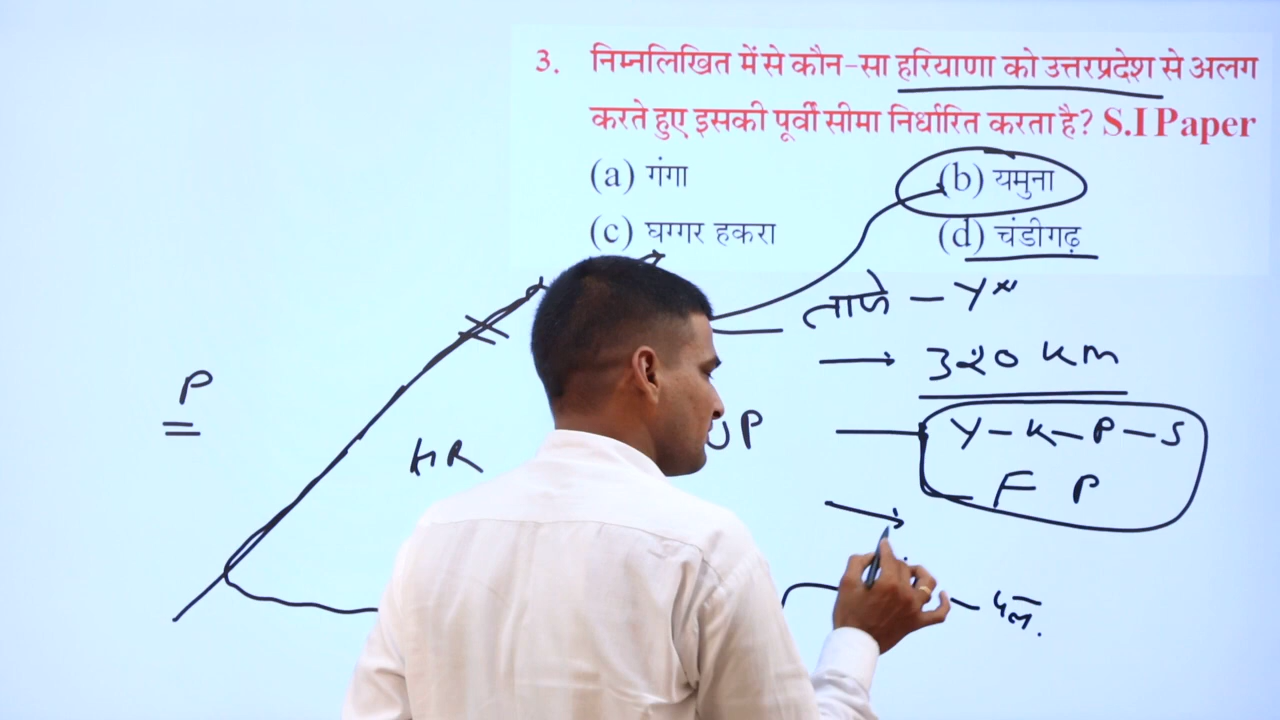 3. निम्नलिखित में से कौन-सा हरियाणा को उत्तरप्रदेश से अलग
करते हुए इसकी पूर्वी सीमा निर्धारित करता है? S.I Paper
(a) गंगा (b) यमुना
(c) घग्गर हकरा (d) चंडीगढ़
ताजे - Y
320 km
P
Y-K-P-S
HR UP
F P